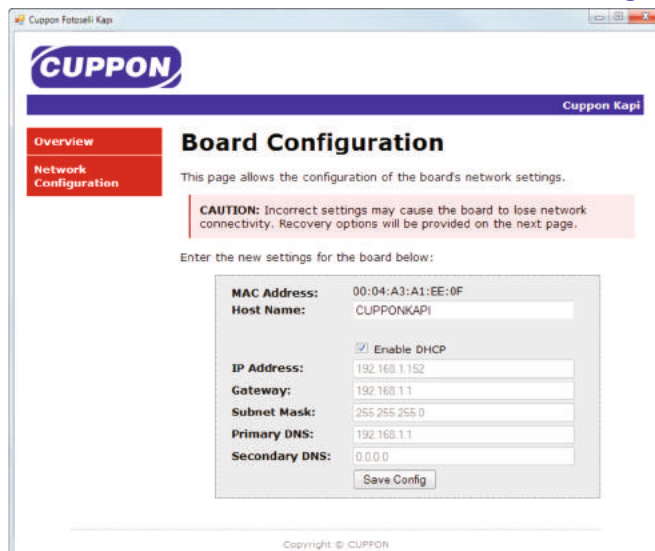 Cuppon Fotoselli Kapı
CUPPON
Cuppon Kapi
Overview
Network
Configuration
Board Configuration
This page allows the configuration of the board's network settings.
CAUTION: Incorrect settings may cause the board to lose network
connectivity. Recovery options will be provided on the next page.
Enter the new settings for the board below:
MAC Address: 00:04:A3:A1:EE:0F
Host Name: CUPPONKAPI
Enable DHCP
IP Address: 192.168.1.152
Gateway: 192.168.1.1
Subnet Mask: 255.255.255.0
Primary DNS: 192.168.1.1
Secondary DNS: 0.0.0.0
Save Config
Copyright © CUPPON